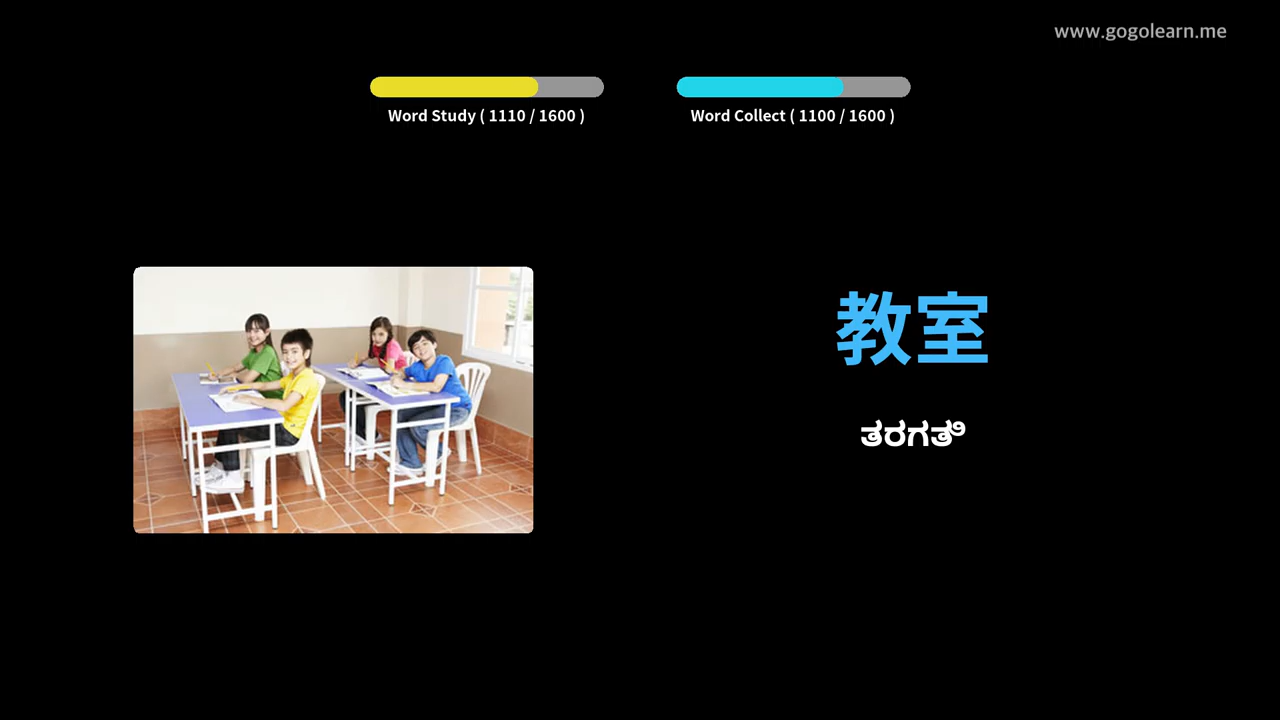 www.gogolearn.me
Word Study ( 1110 / 1600 )
Word Collect ( 1100 / 1600 )
教室
ತರಗತಿ